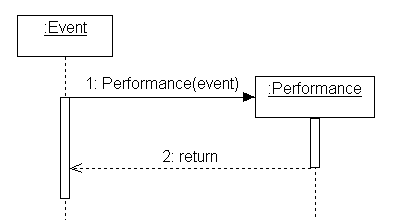 :Event
1: Performance(event)
:Performance
2: return